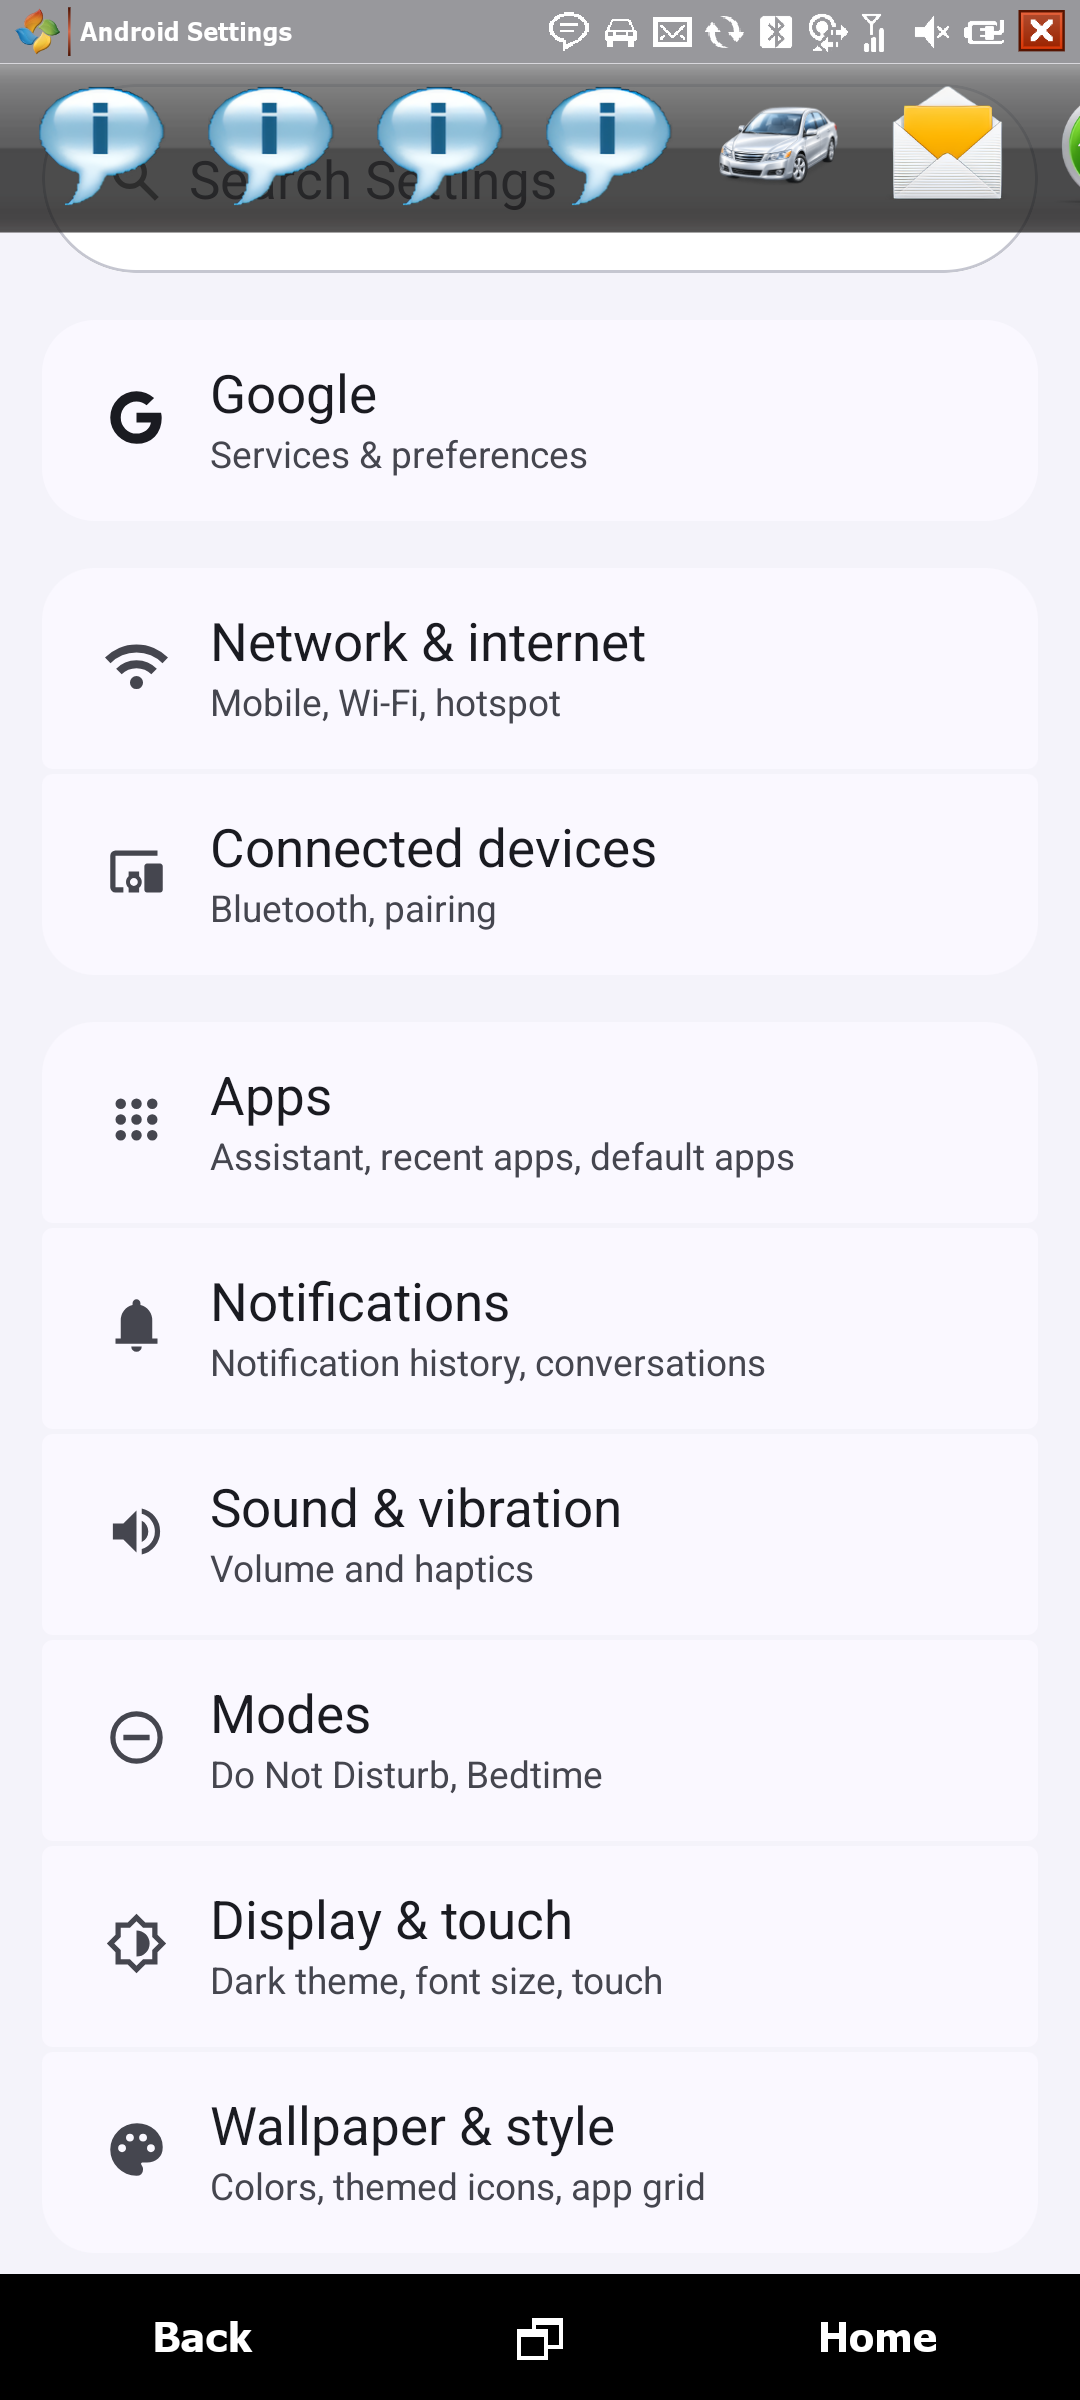 Android Settings
Search Settings
Google
Services & preferences
Network & internet
Mobile, Wi-Fi, hotspot
Connected devices
Bluetooth, pairing
Apps
Assistant, recent apps, default apps
Notifications
Notification history, conversations
Sound & vibration
Volume and haptics
Modes
Do Not Disturb, Bedtime
Display & touch
Dark theme, font size, touch
Wallpaper & style
Colors, themed icons, app grid
Back
Home